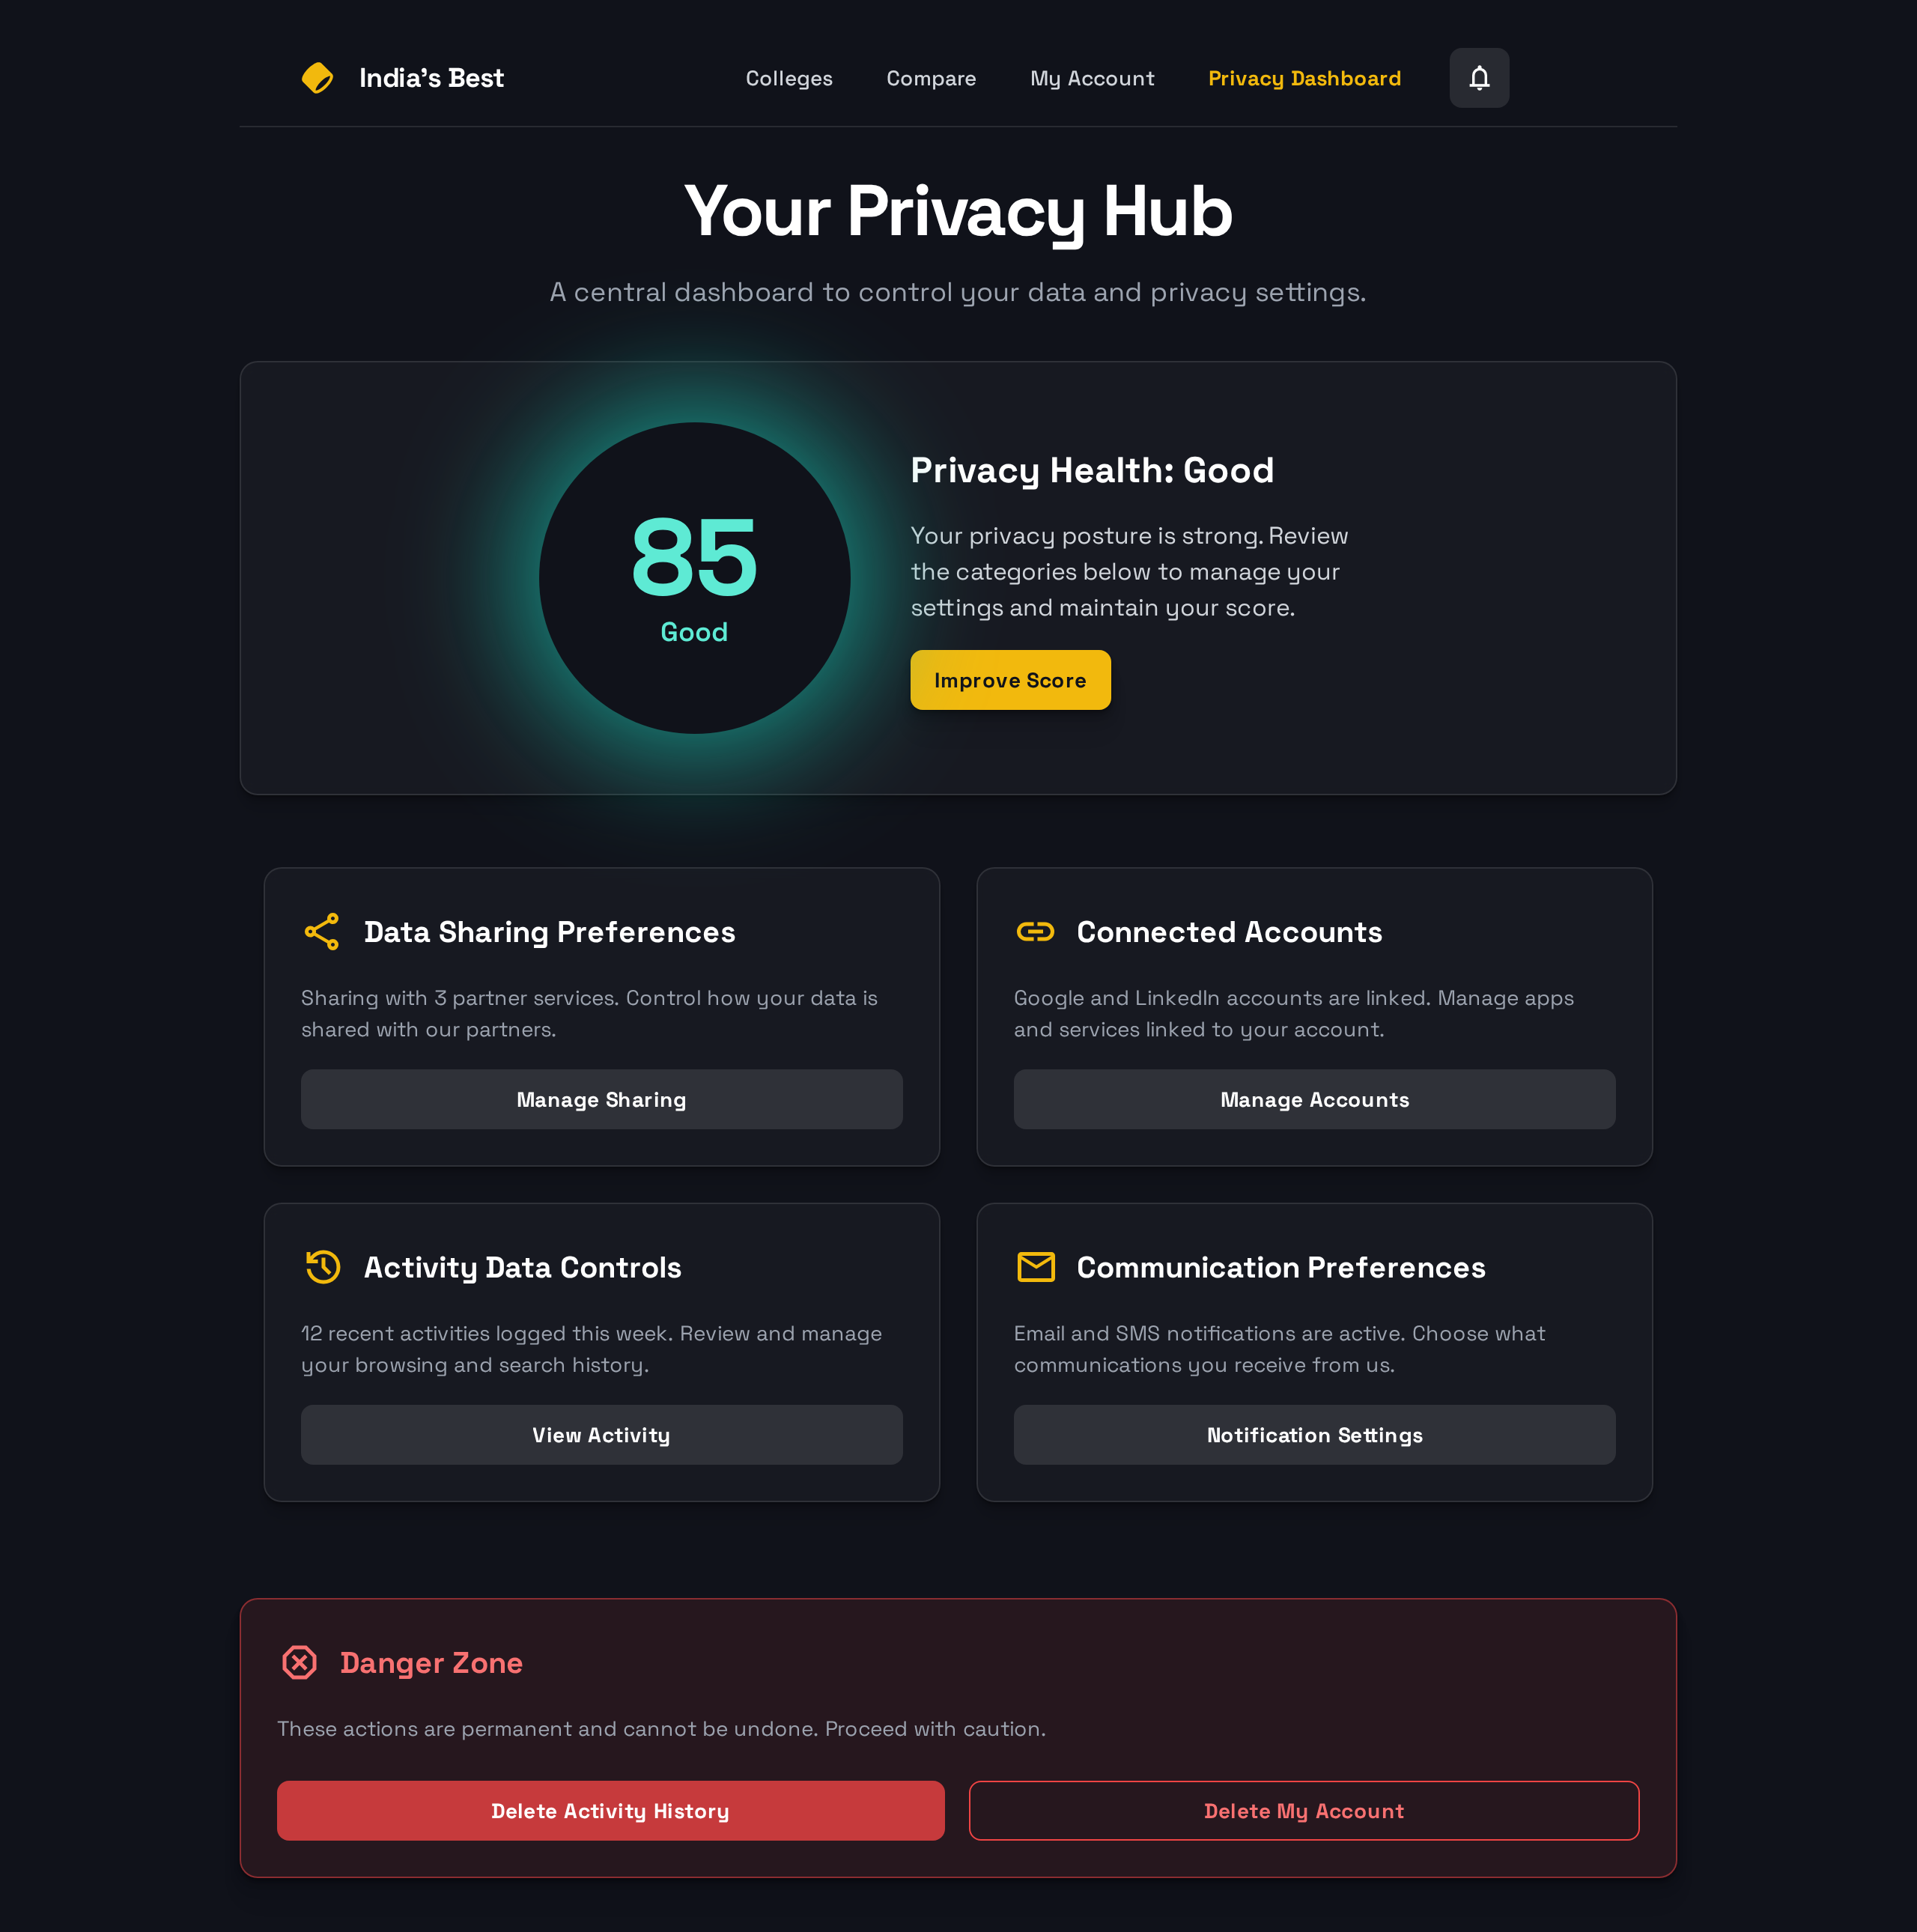 India's Best
Colleges
Compare
My Account
Privacy Dashboard
Your Privacy Hub
A central dashboard to control your data and privacy settings.
85
Good
Privacy Health: Good
Your privacy posture is strong. Review
the categories below to manage your
settings and maintain your score.
Improve Score
Data Sharing Preferences
Sharing with 3 partner services. Control how your data is
shared with our partners.
Manage Sharing
Connected Accounts
Google and LinkedIn accounts are linked. Manage apps
and services linked to your account.
Manage Accounts
Activity Data Controls
12 recent activities logged this week. Review and manage
your browsing and search history.
View Activity
Communication Preferences
Email and SMS notifications are active. Choose what
communications you receive from us.
Notification Settings
Danger Zone
These actions are permanent and cannot be undone. Proceed with caution.
Delete Activity History
Delete My Account